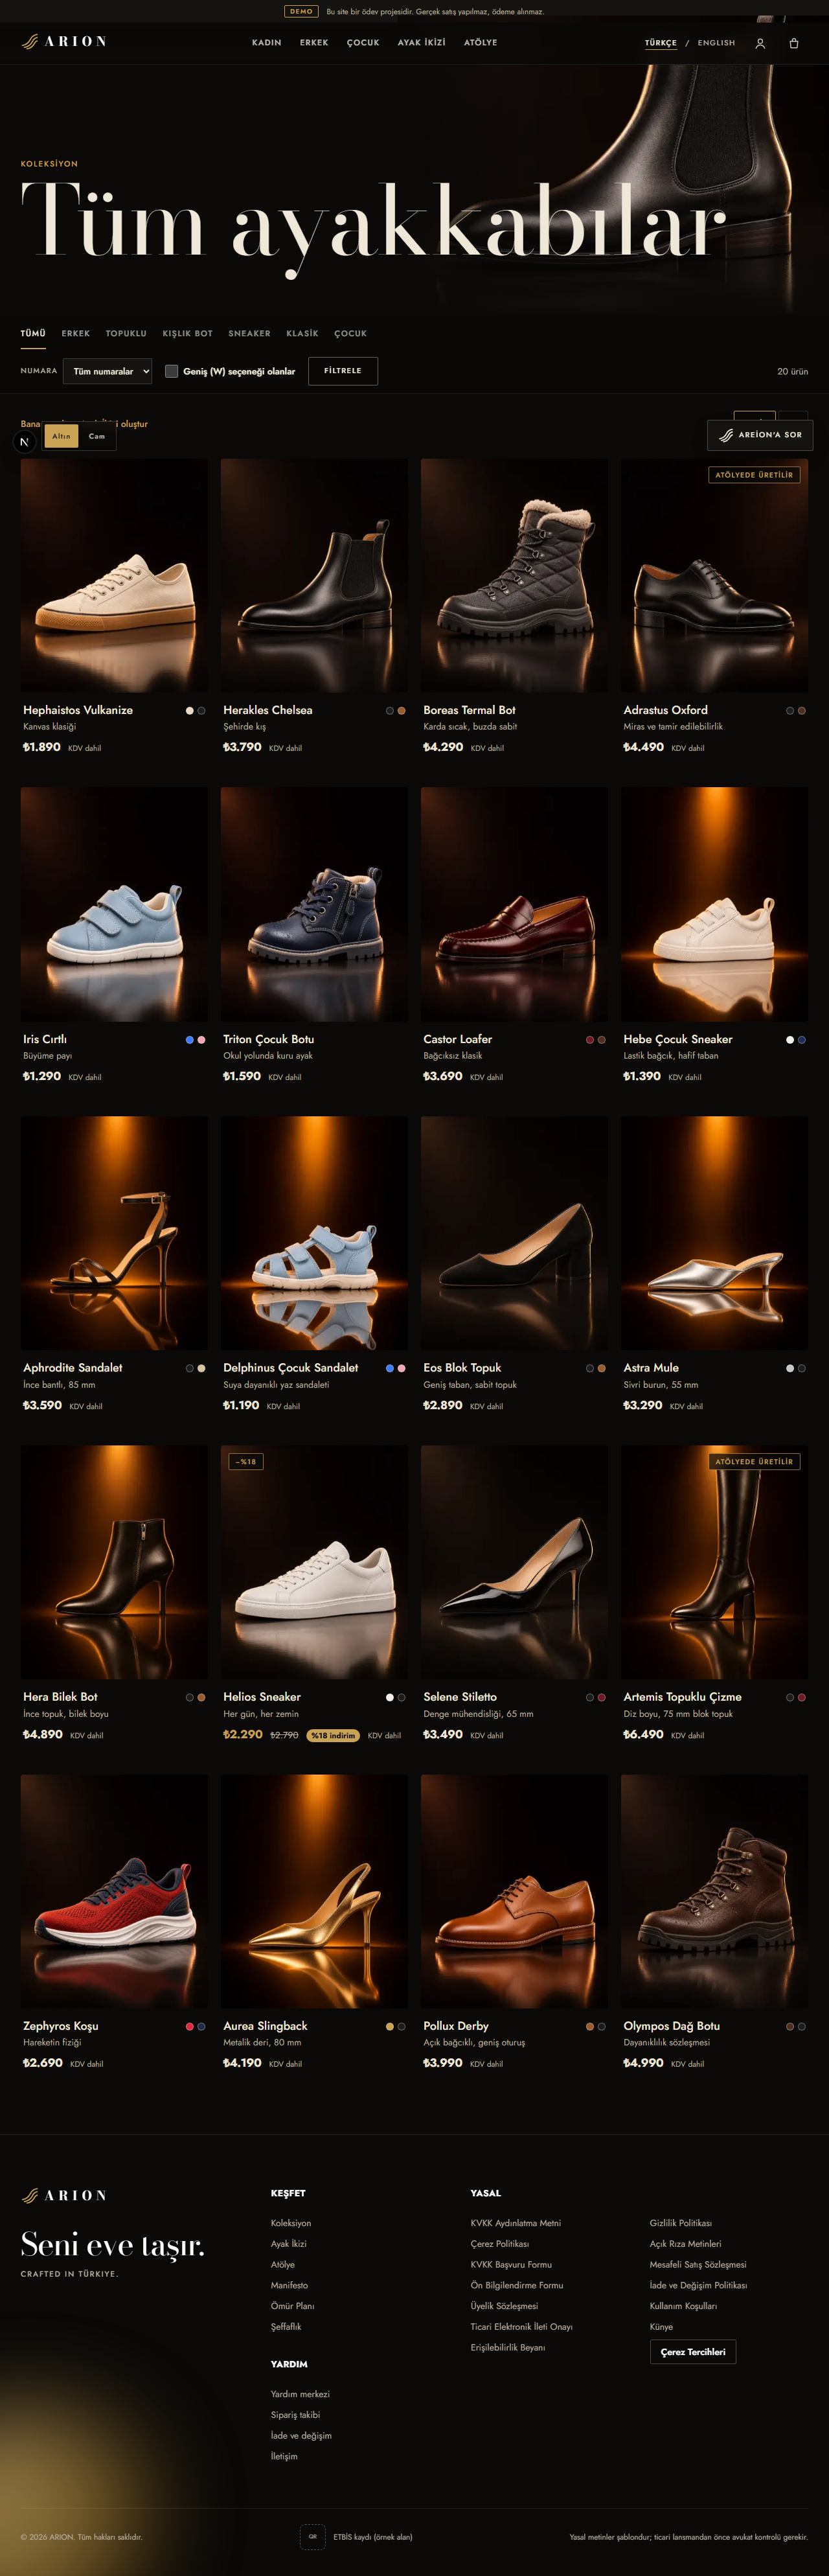 DEMO Bu site bir ödev projesidir. Gerçek satış yapılmaz, ödeme alınmaz.
ARION KADIN ERKEK ÇOCUK AYAK İKİZİ ATÖLYE TÜRKÇE / ENGLISH
KOLEKSİYON
Tüm ayakkabılar
TÜMÜ ERKEK TOPUKLU KIŞLIK BOT SNEAKER KLASİK ÇOCUK
NUMARA Tüm numaralar Geniş (W) seçeneği olanlar FİLTRELE 20 ürün
Bana oluştur
N Altın Cam AREİON'A SOR
ATÖLYEDE ÜRETİLİR
Hephaistos Vulkanize
Kanvas klasiği
₺1.890 KDV dahil
Herakles Chelsea
Şehirde kış
₺3.790 KDV dahil
Boreas Termal Bot
Karda sıcak, buzda sabit
₺4.290 KDV dahil
Adrastus Oxford
Miras ve tamir edilebilirlik
₺4.490 KDV dahil
Iris Cırtlı
Büyüme payı
₺1.290 KDV dahil
Triton Çocuk Botu
Okul yolunda kuru ayak
₺1.590 KDV dahil
Castor Loafer
Bağcıksız klasik
₺3.690 KDV dahil
Hebe Çocuk Sneaker
Lastik bağcık, hafif taban
₺1.390 KDV dahil
Aphrodite Sandalet
İnce bantlı, 85 mm
₺3.590 KDV dahil
Delphinus Çocuk Sandalet
Suya dayanıklı yaz sandaleti
₺1.190 KDV dahil
Eos Blok Topuk
Geniş taban, sabit topuk
₺2.890 KDV dahil
Astra Mule
Sivri burun, 55 mm
₺3.290 KDV dahil
−%18
ATÖLYEDE ÜRETİLİR
Hera Bilek Bot
İnce topuk, bilek boyu
₺4.890 KDV dahil
Helios Sneaker
Her gün, her zemin
₺2.290 ₺2.790 %18 indirim KDV dahil
Selene Stiletto
Denge mühendisliği, 65 mm
₺3.490 KDV dahil
Artemis Topuklu Çizme
Diz boyu, 75 mm blok topuk
₺6.490 KDV dahil
Zephyros Koşu
Hareketin fiziği
₺2.690 KDV dahil
Aurea Slingback
Metalik deri, 80 mm
₺4.190 KDV dahil
Pollux Derby
Açık bağcıklı, geniş oturuş
₺3.990 KDV dahil
Olympos Dağ Botu
Dayanıklılık sözleşmesi
₺4.990 KDV dahil
ARION
Seni eve taşır.
CRAFTED IN TÜRKIYE.
KEŞFET
Koleksiyon
Ayak İkizi
Atölye
Manifesto
Ömür Planı
Şeffaflık
YARDIM
Yardım merkezi
Sipariş takibi
İade ve değişim
İletişim
YASAL
KVKK Aydınlatma Metni
Çerez Politikası
KVKK Başvuru Formu
Ön Bilgilendirme Formu
Üyelik Sözleşmesi
Ticari Elektronik İleti Onayı
Erişilebilirlik Beyanı
Gizlilik Politikası
Açık Rıza Metinleri
Mesafeli Satış Sözleşmesi
İade ve Değişim Politikası
Kullanım Koşulları
Künye
Çerez Tercihleri
© 2026 ARION. Tüm hakları saklıdır.
QR ETBİS kaydı (örnek alan)
Yasal metinler şablondur; ticari lansmandan önce avukat kontrolü gerekir.